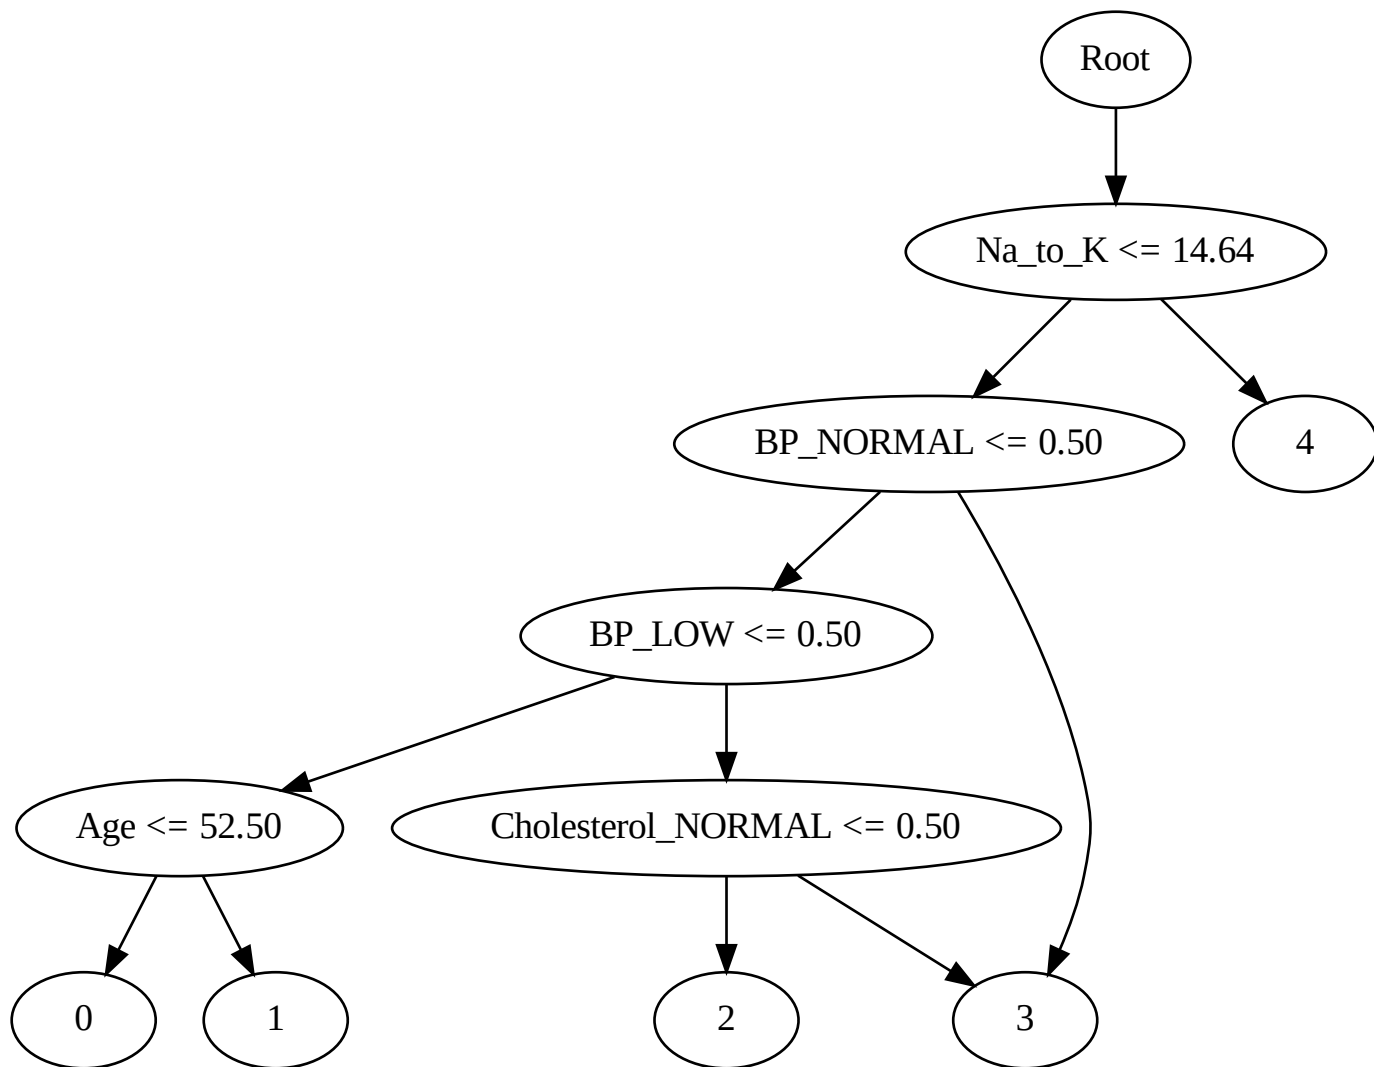 Root
Na_to_K <= 14.64
BP_NORMAL <= 0.50
4
BP_LOW <= 0.50
Age <= 52.50
Cholesterol_NORMAL <= 0.50
0
1
2
3